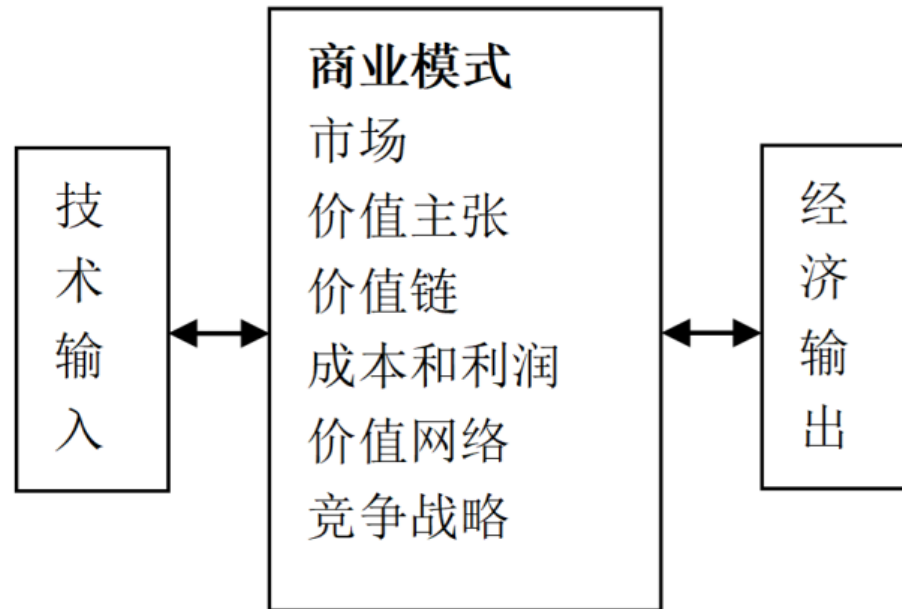 技术输入
商业模式
市场
价值主张
价值链
成本和利润
价值网络
竞争战略
经济输出